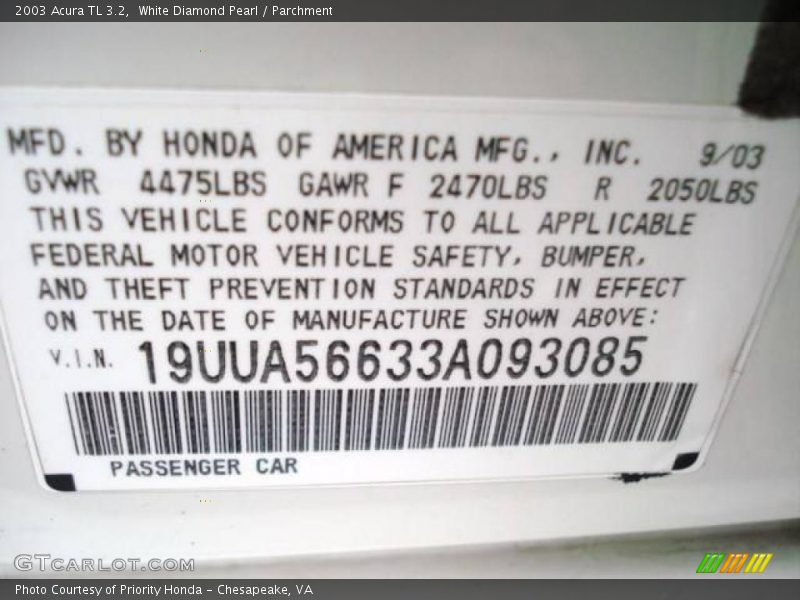 2003 Acura TL 3.2, White Diamond Pearl / Parchment
MFD. BY HONDA OF AMERICA MFG., INC. 9/03
GVWR 4475LBS GAWR F 2470LBS R 2050LBS
THIS VEHICLE CONFORMS TO ALL APPLICABLE
FEDERAL MOTOR VEHICLE SAFETY, BUMPER,
AND THEFT PREVENTION STANDARDS IN EFFECT
ON THE DATE OF MANUFACTURE SHOWN ABOVE:
V.I.N. 19UUA56633A093085
PASSENGER CAR
GTCARLOT.COM
Photo Courtesy of Priority Honda - Chesapeake, VA